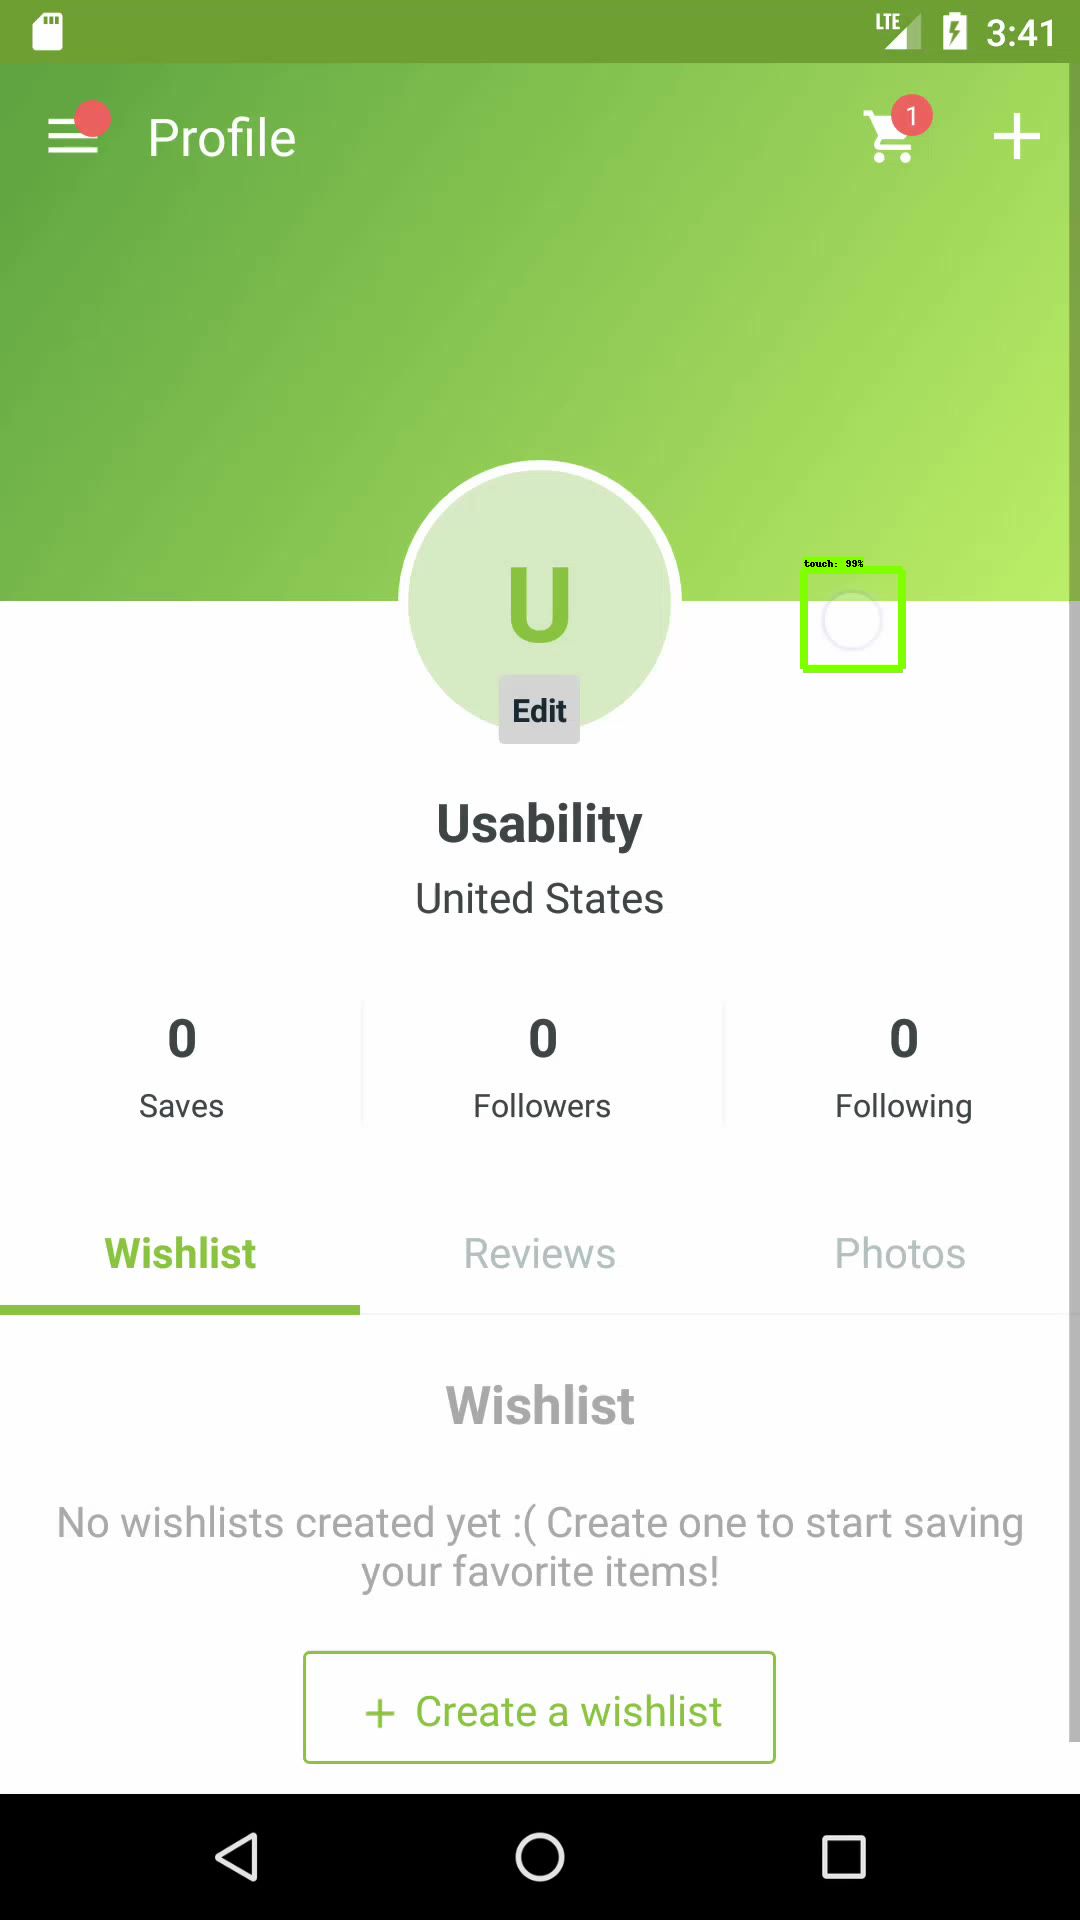 LTE 3:41
Profile
1
touch: 99%
U
Edit
Usability
United States
0 0 0
Saves Followers Following
Wishlist Reviews Photos
Wishlist
No wishlists created yet :( Create one to start saving
your favorite items!
+ Create a wishlist